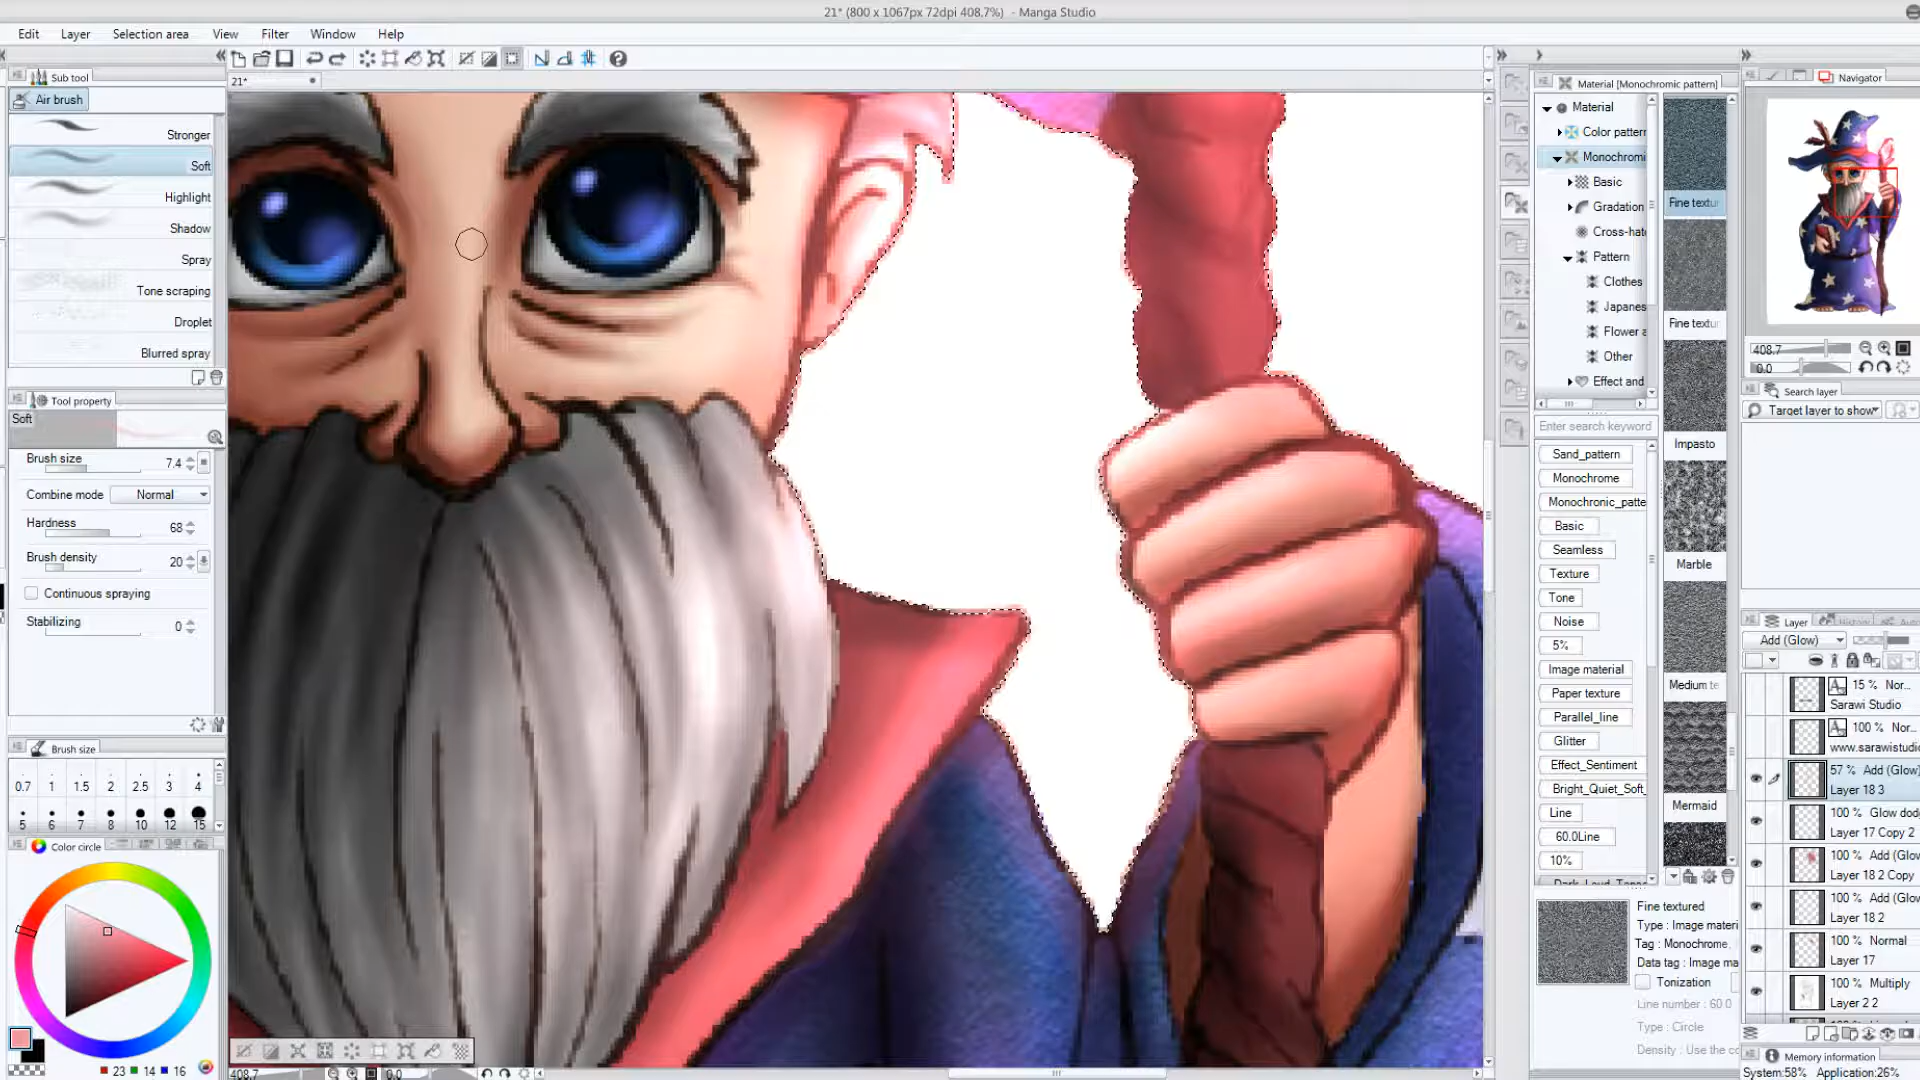 21* (800 x 1067px 72dpi 408.7%) - Manga Studio
Edit Layer Selection area View Filter Window Help
Sub tool
21*
Air brush
Stronger
Soft
Highlight
Shadow
Spray
Tone scraping
Droplet
Blurred spray
Tool property
Soft
Brush size 7.4
Combine mode Normal
Hardness 68
Brush density 20
Continuous spraying
Stabilizing 0
Brush size
0.7 1 1.5 2 2.5 3 4
5 6 7 8 10 12 15
Color circle
23 14 16
408.7 0.0
Material [Monochromic pattern]
Material
Color patter
Monochromi
Basic
Gradation
Cross-hat
Pattern
Clothes
Japanes
Flower a
Other
Effect and
Enter search keyword
Sand_pattern
Monochrome
Monochronic_patte
Basic
Seamless
Texture
Tone
Noise
5%
Image material
Paper texture
Parallel_line
Glitter
Effect_Sentiment
Bright_Quiet_Soft_
Line
60.0Line
10%
Fine textu
Fine textu
Impasto
Marble
Medium te
Mermaid
Fine textured
Type : Image materi
Tag : Monochrome,
Data tag : Image ma
Tonization
Line number : 60.0
Type : Circle
Density : Use the co
Navigator
408.7
0.0
Search layer
Target layer to show
Layer History
Add (Glow)
15 % Nor...
Sarawi Studio
100 % Nor...
www.sarawistudi
57 % Add (Glow)
Layer 18 3
100 % Glow dod
Layer 17 Copy 2
100 % Add (Glow
Layer 18 2 Copy
100 % Add (Glow
Layer 18 2
100 % Normal
Layer 17
100 % Multiply
Layer 2 2
Memory information
System:58% Application:26%